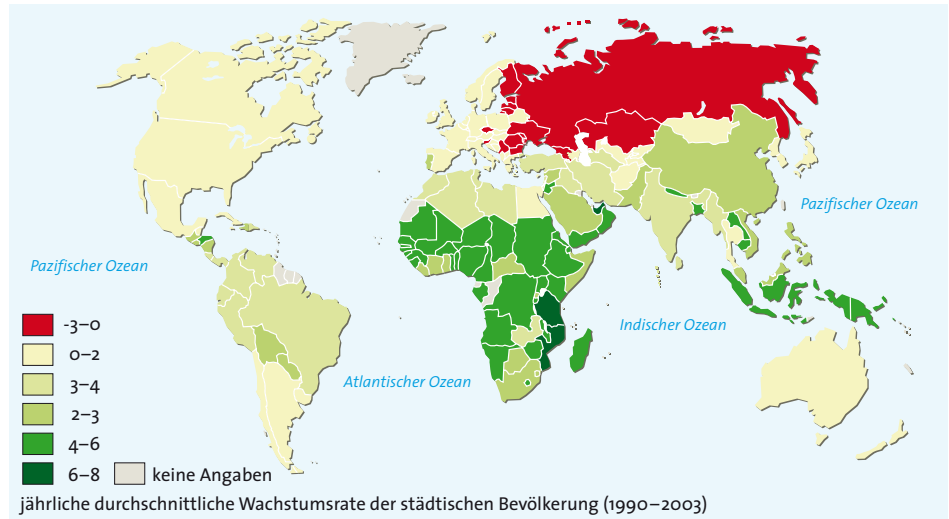 Pazifischer Ozean
Pazifischer Ozean
Indischer Ozean
Atlantischer Ozean
-3–0
0–2
3–4
2–3
4–6
6–8 keine Angaben
jährliche durchschnittliche Wachstumsrate der städtischen Bevölkerung (1990–2003)